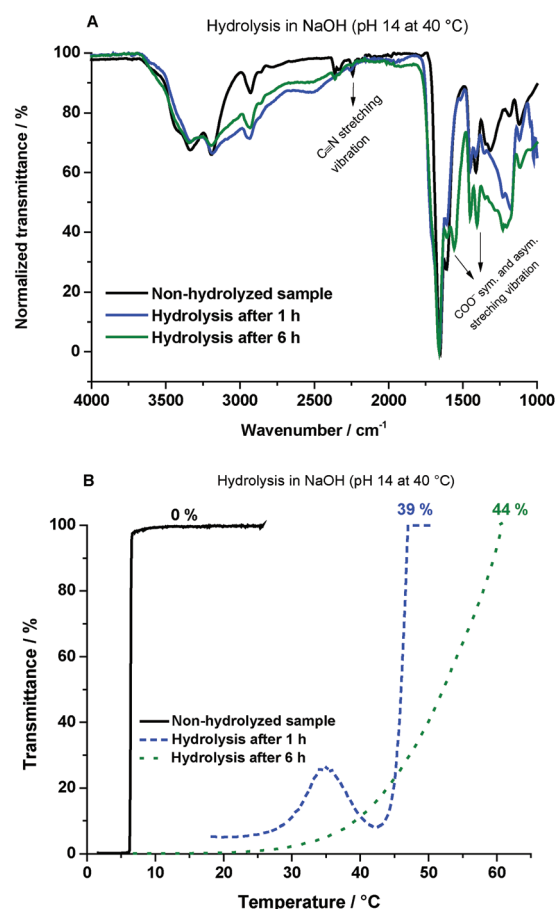 A
Hydrolysis in NaOH (pH 14 at 40 °C)
100
80
60
40
20
0
Normalized transmittance / %
C≡N stretching
vibration
COO⁻ sym. and asym.
streching vibration
Non-hydrolyzed sample
Hydrolysis after 1 h
Hydrolysis after 6 h
4000 3500 3000 2500 2000 1500 1000
Wavenumber / cm⁻¹
B
Hydrolysis in NaOH (pH 14 at 40 °C)
0 %
39 %
44 %
100
80
60
40
20
0
Transmittance / %
Non-hydrolyzed sample
Hydrolysis after 1 h
Hydrolysis after 6 h
0 10 20 30 40 50 60
Temperature / °C